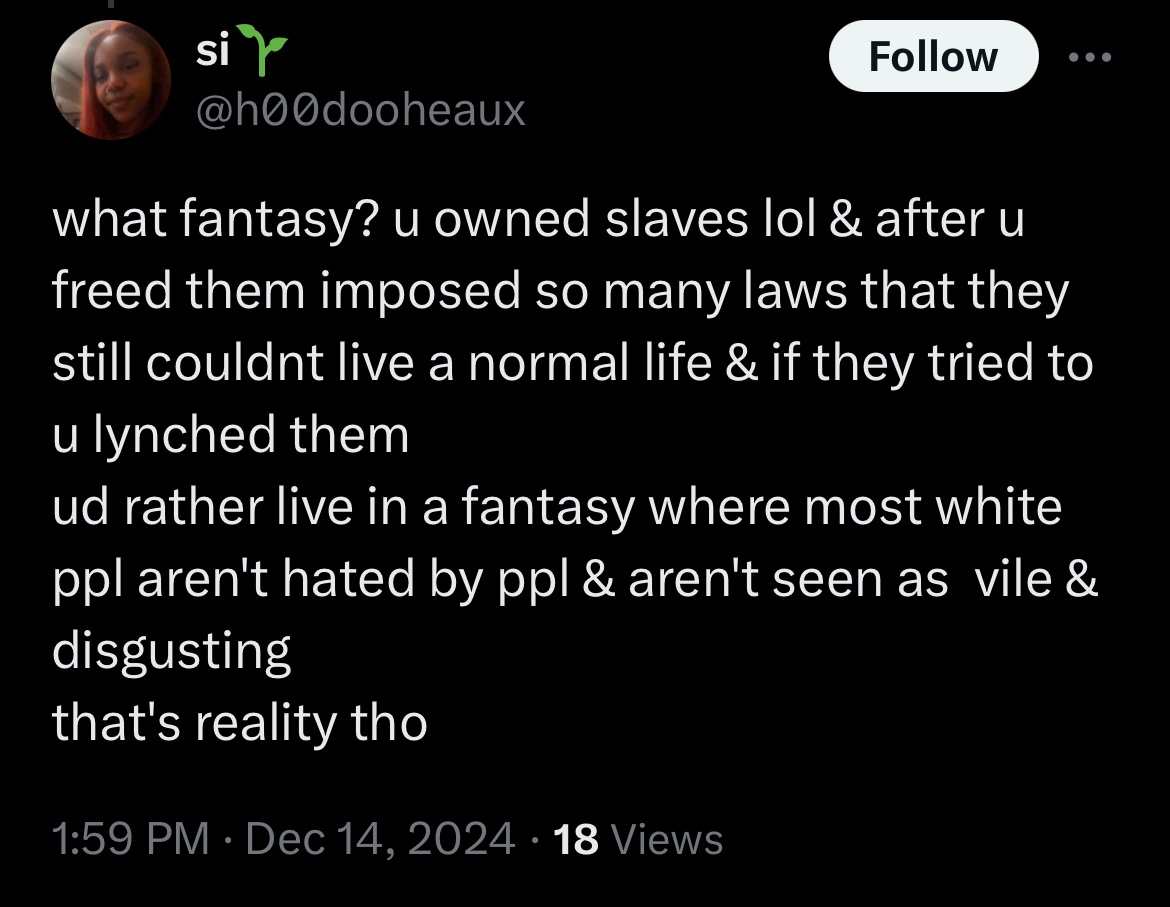 si🌱
Follow
@h00dooheaux
what fantasy? u owned slaves lol & after u
freed them imposed so many laws that they
still couldnt live a normal life & if they tried to
u lynched them
ud rather live in a fantasy where most white
ppl aren't hated by ppl & aren't seen as  vile &
disgusting
that's reality tho
1:59 PM · Dec 14, 2024 · 18 Views